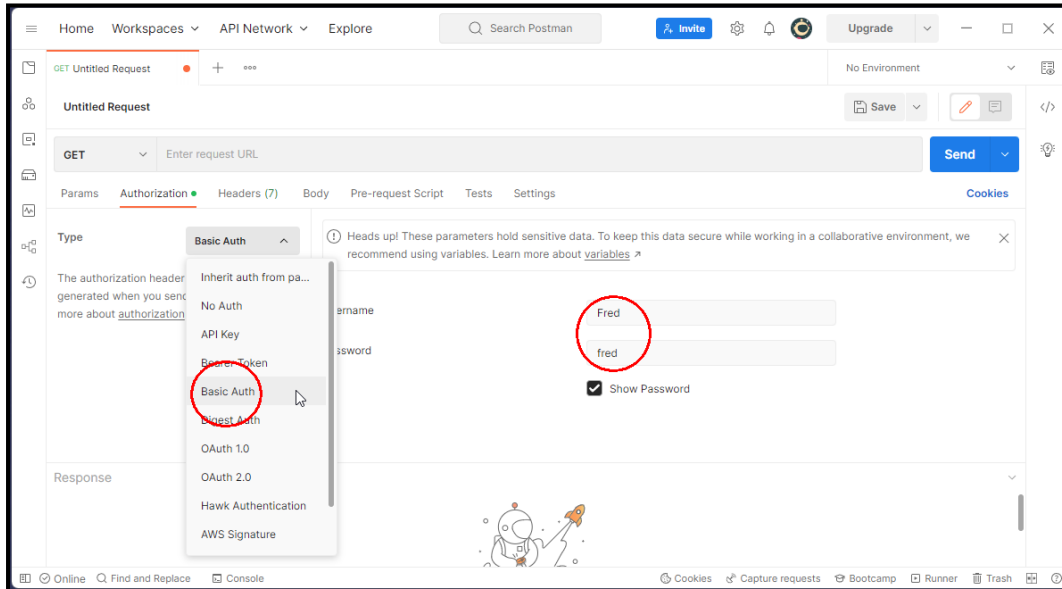 Home Workspaces API Network Explore Search Postman Invite Upgrade
GET Untitled Request No Environment
Untitled Request Save
GET Enter request URL Send
Params Authorization Headers (7) Body Pre-request Script Tests Settings Cookies
Type Basic Auth
Heads up! These parameters hold sensitive data. To keep this data secure while working in a collaborative environment, we
recommend using variables. Learn more about variables
The authorization header
generated when you send
more about authorization
Inherit auth from pa...
No Auth
API Key
Bearer Token
Basic Auth
Digest Auth
OAuth 1.0
OAuth 2.0
Hawk Authentication
AWS Signature
ername Fred
ssword fred
Show Password
Response
Online Find and Replace Console Cookies Capture requests Bootcamp Runner Trash